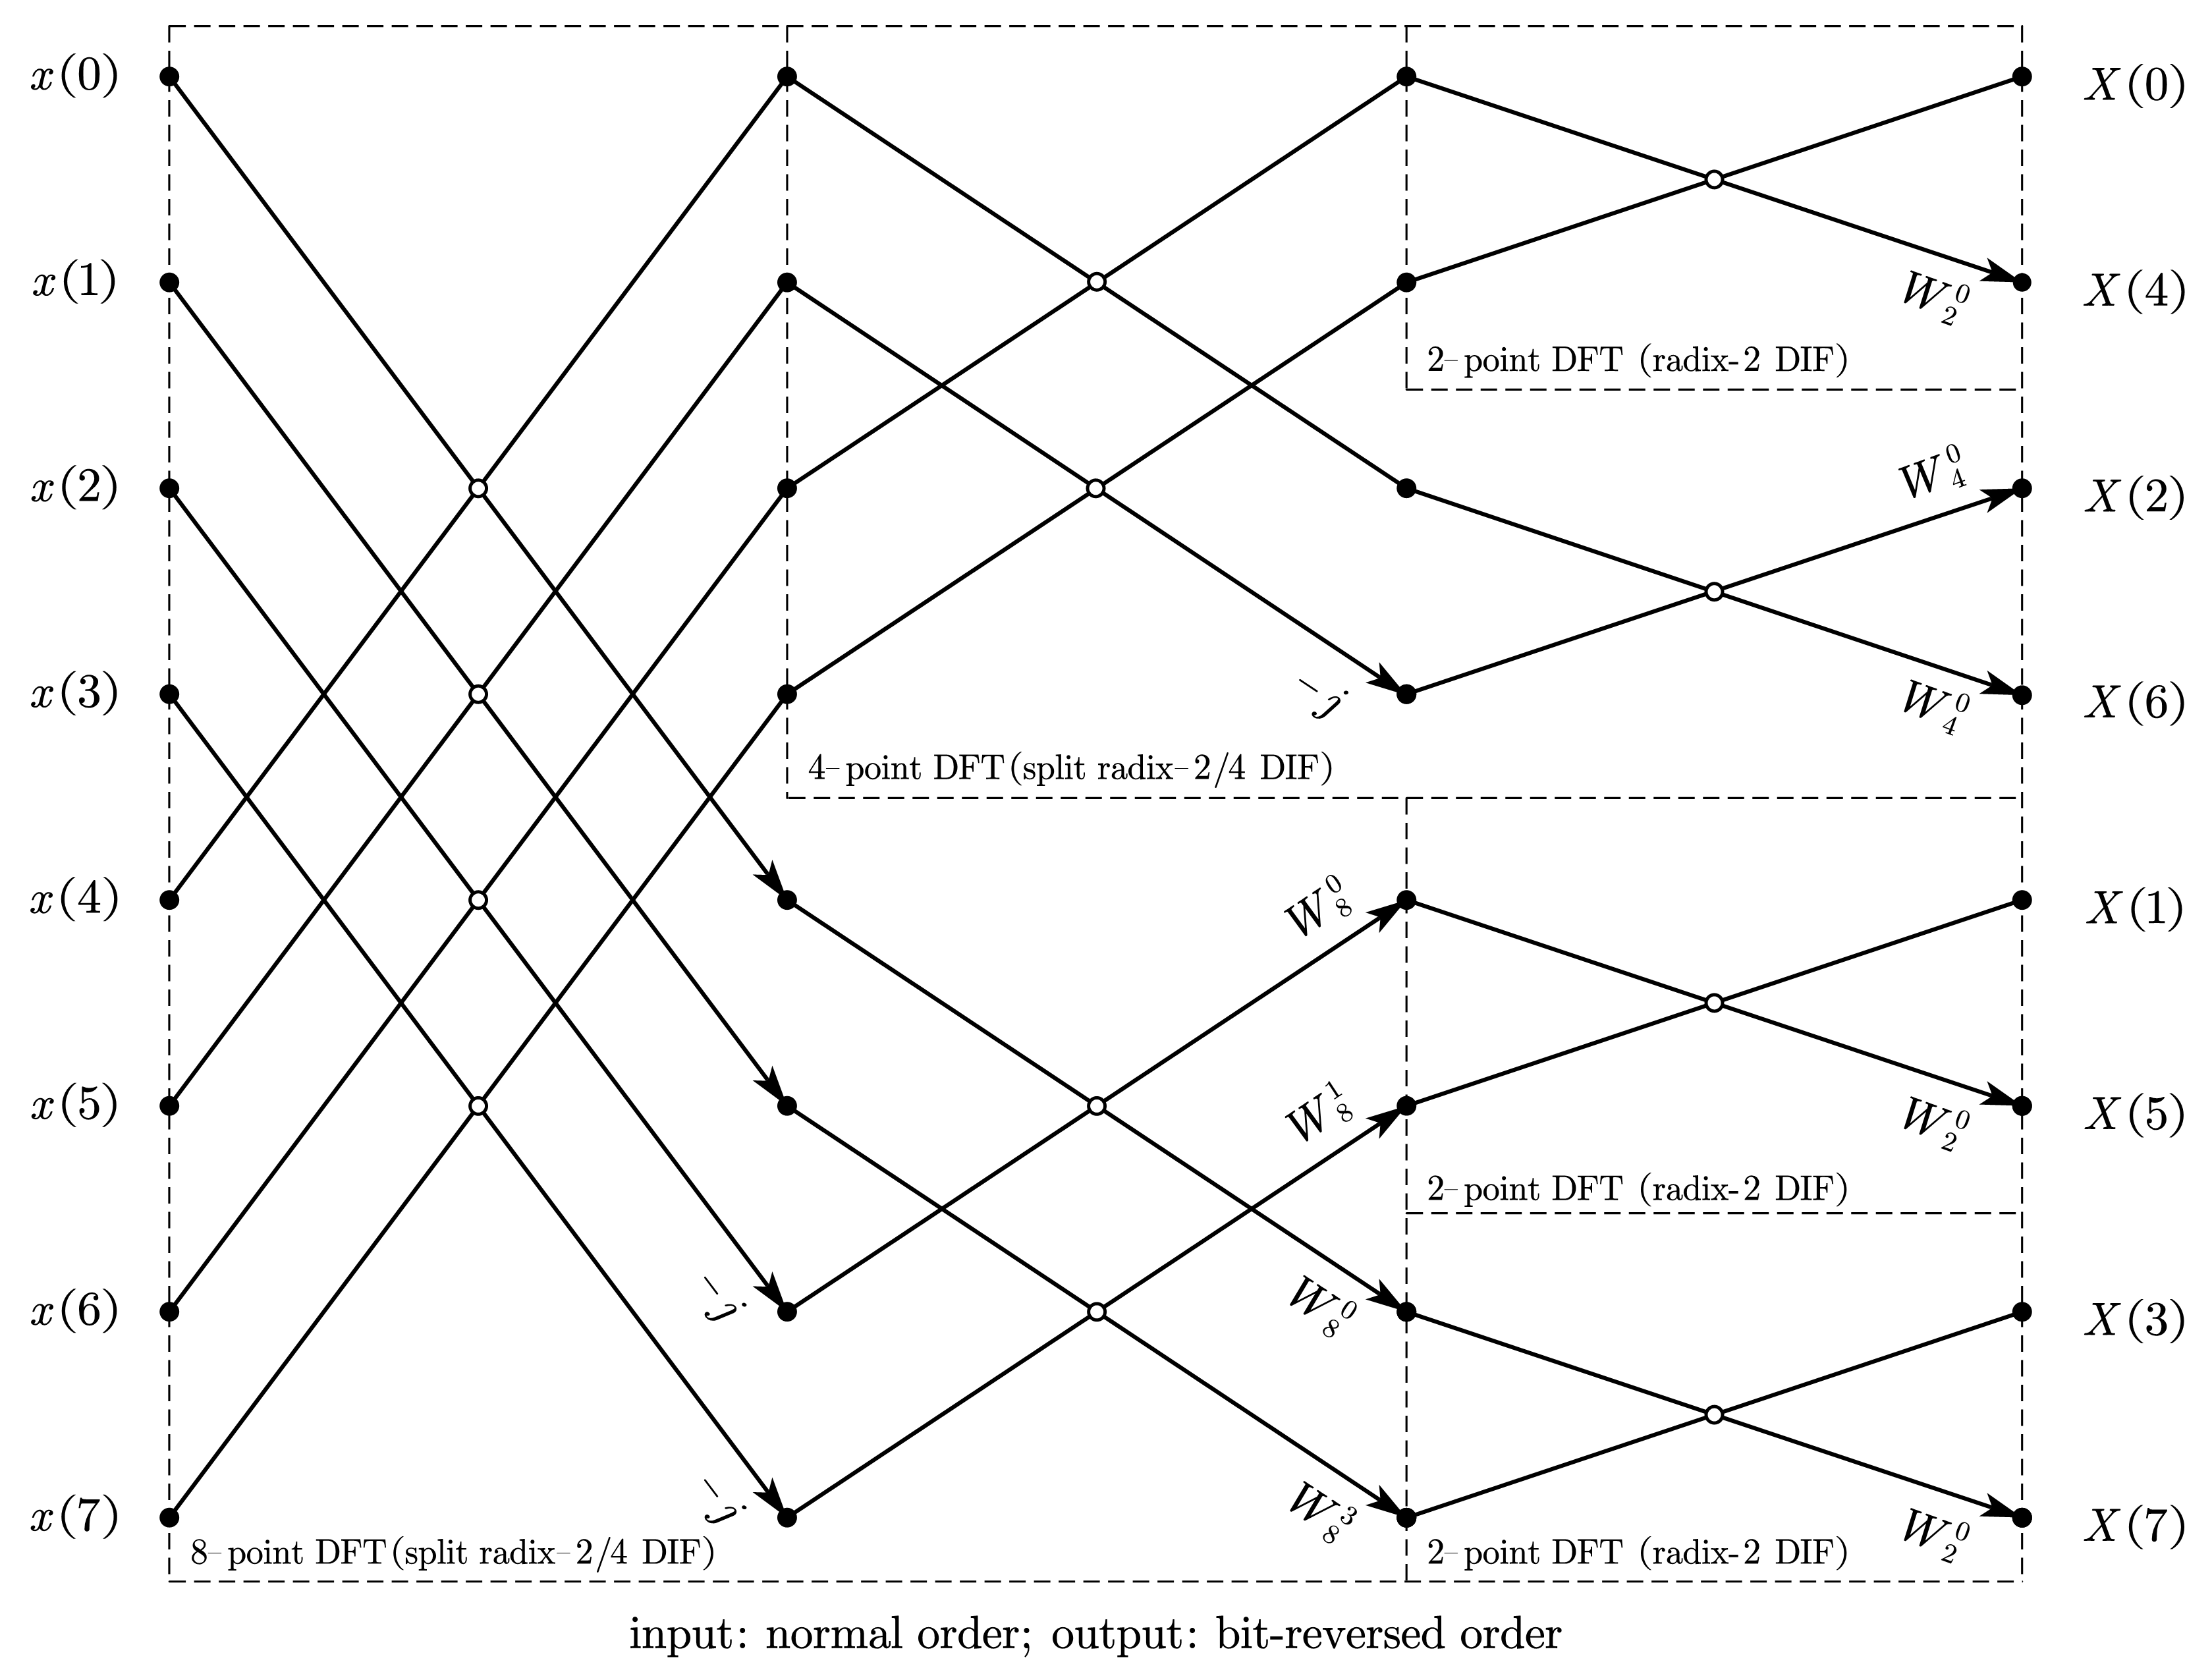 x(0)
X(0)
x(1)
W_2^0
X(4)
2-point DFT (radix-2 DIF)
x(2)
W_4^0
X(2)
x(3)
-j
W_4^0
X(6)
4-point DFT(split radix-2/4 DIF)
x(4)
W_8^0
X(1)
x(5)
W_8^1
W_2^0
X(5)
2-point DFT (radix-2 DIF)
x(6)
-j
W_8^0
X(3)
x(7)
-j
W_8^3
W_2^0
X(7)
8-point DFT(split radix-2/4 DIF)
2-point DFT (radix-2 DIF)
input: normal order; output: bit-reversed order